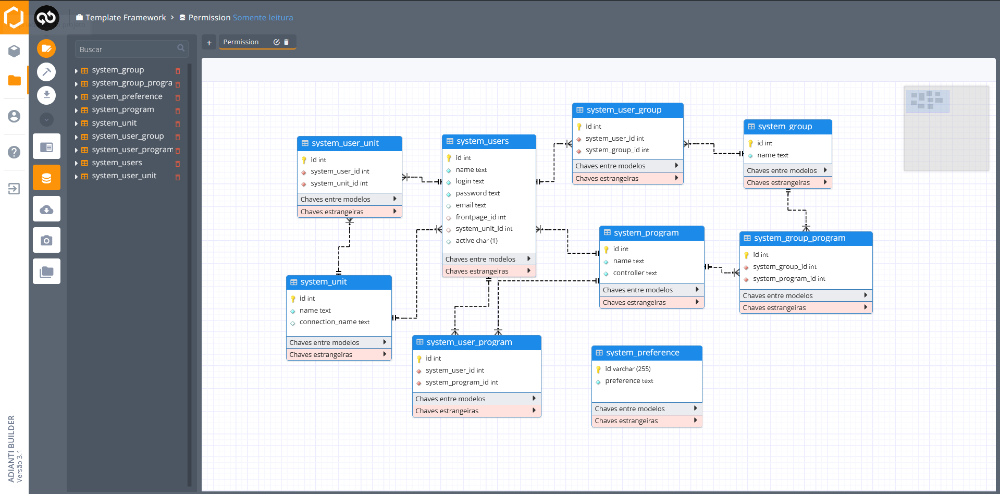 Template Framework > Permission Somente leitura
Permission
Buscar
system_group
system_group_progra
system_preference
system_program
system_unit
system_user_group
system_user_program
system_users
system_user_unit
system_user_unit
id int
system_user_id int
system_unit_id int
Chaves entre modelos
Chaves estrangeiras
system_users
id int
name text
login text
password text
email text
frontpage_id int
system_unit_id int
active char (1)
Chaves entre modelos
Chaves estrangeiras
system_user_group
id int
system_user_id int
system_group_id int
Chaves entre modelos
Chaves estrangeiras
system_group
id int
name text
Chaves entre modelos
Chaves estrangeiras
system_program
id int
name text
controller text
Chaves entre modelos
Chaves estrangeiras
system_group_program
id int
system_group_id int
system_program_id int
Chaves entre modelos
Chaves estrangeiras
system_unit
id int
name text
connection_name text
Chaves entre modelos
Chaves estrangeiras
system_user_program
id int
system_user_id int
system_program_id int
Chaves entre modelos
Chaves estrangeiras
system_preference
id varchar (255)
preference text
Chaves entre modelos
Chaves estrangeiras
ADIANTI BUILDER
Versão 3.1